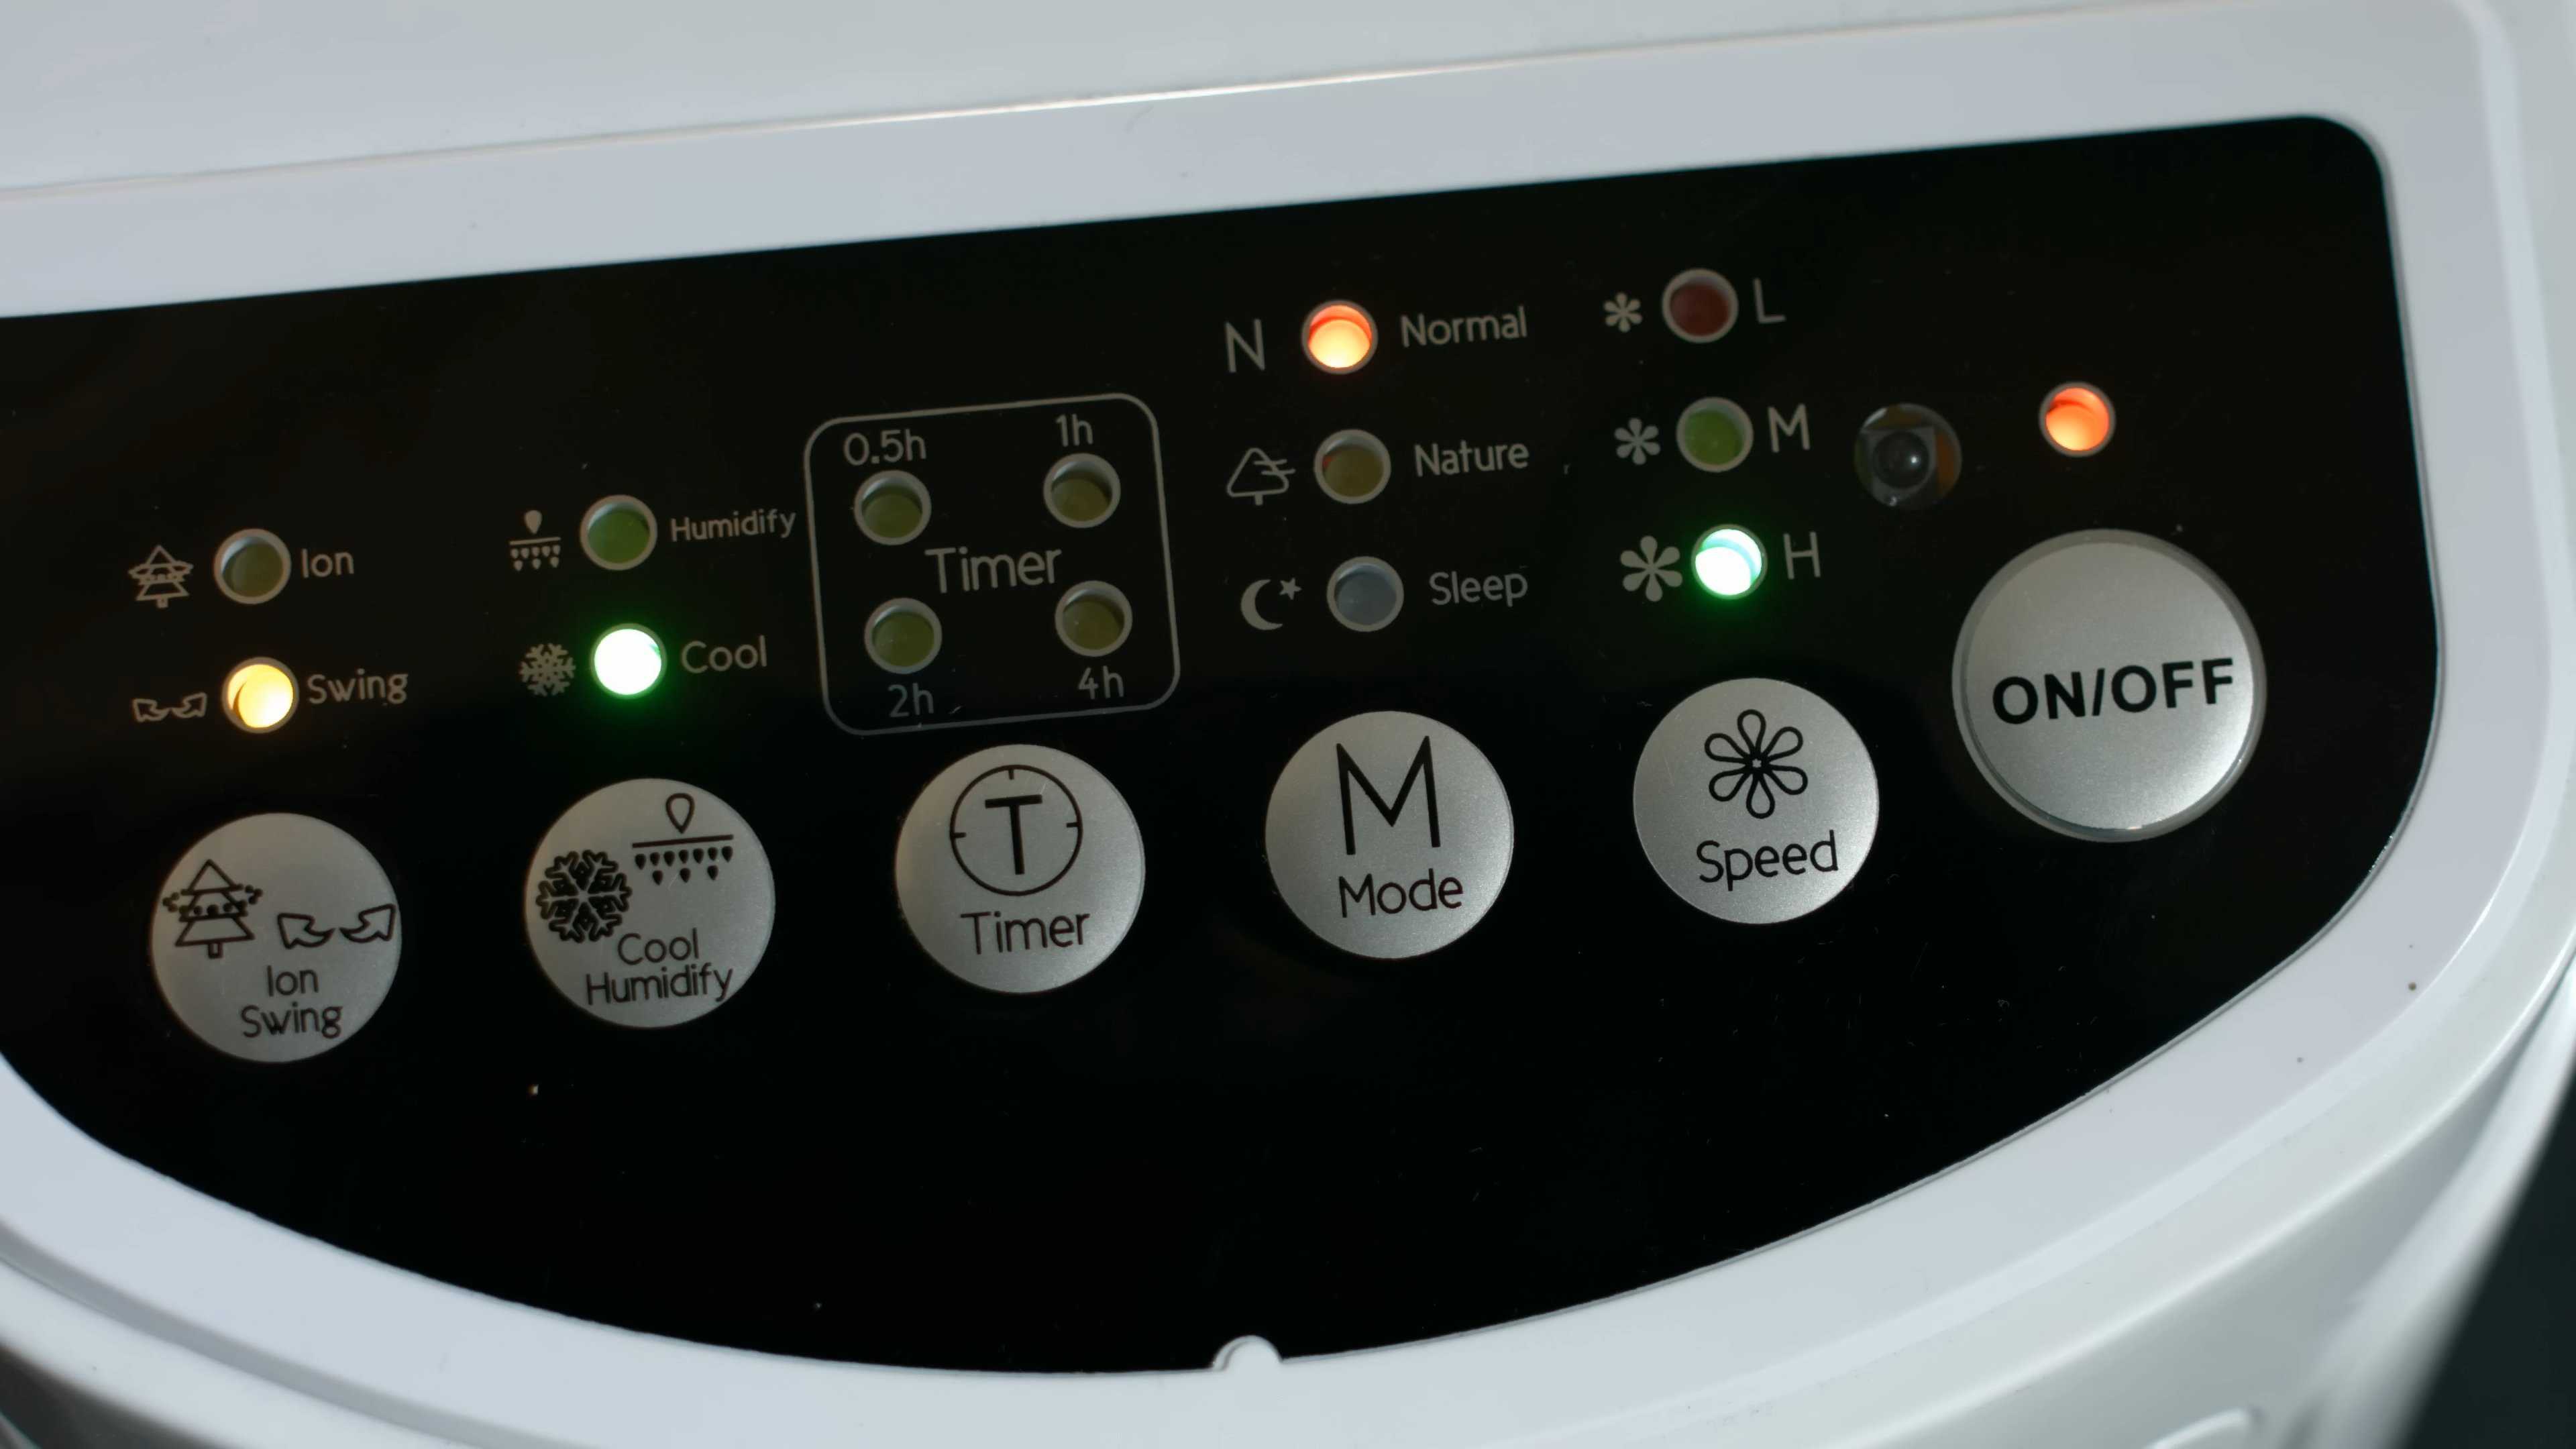 Ion
Swing
Humidify
Cool
0.5h 1h
Timer
2h 4h
N Normal
Nature
Sleep
L
M
H
Ion
Swing
Cool
Humidify
T
Timer
M
Mode
Speed
ON/OFF